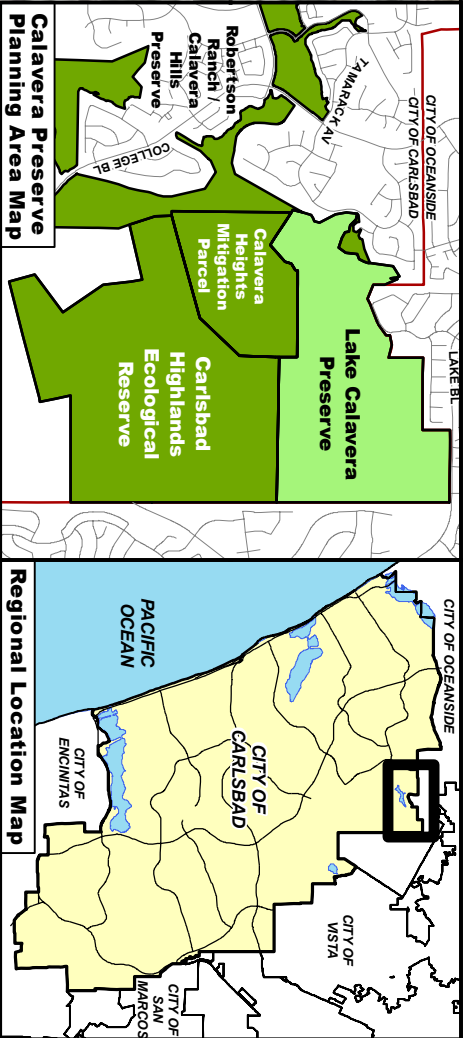 CITY OF OCEANSIDE
CITY OF CARLSBAD
LAKE BL
TAMARACK AV
Robertson
Ranch /
Calavera
Hills
Preserve
COLLEGE BL
Lake Calavera
Preserve
Calavera
Heights
Mitigation
Parcel
Carlsbad
Highlands
Ecological
Reserve
Calavera Preserve
Planning Area Map
CITY OF OCEANSIDE
PACIFIC
OCEAN
CITY OF
CARLSBAD
CITY OF
VISTA
CITY OF
ENCINITAS
CITY OF
SAN
MARCOS
Regional Location Map